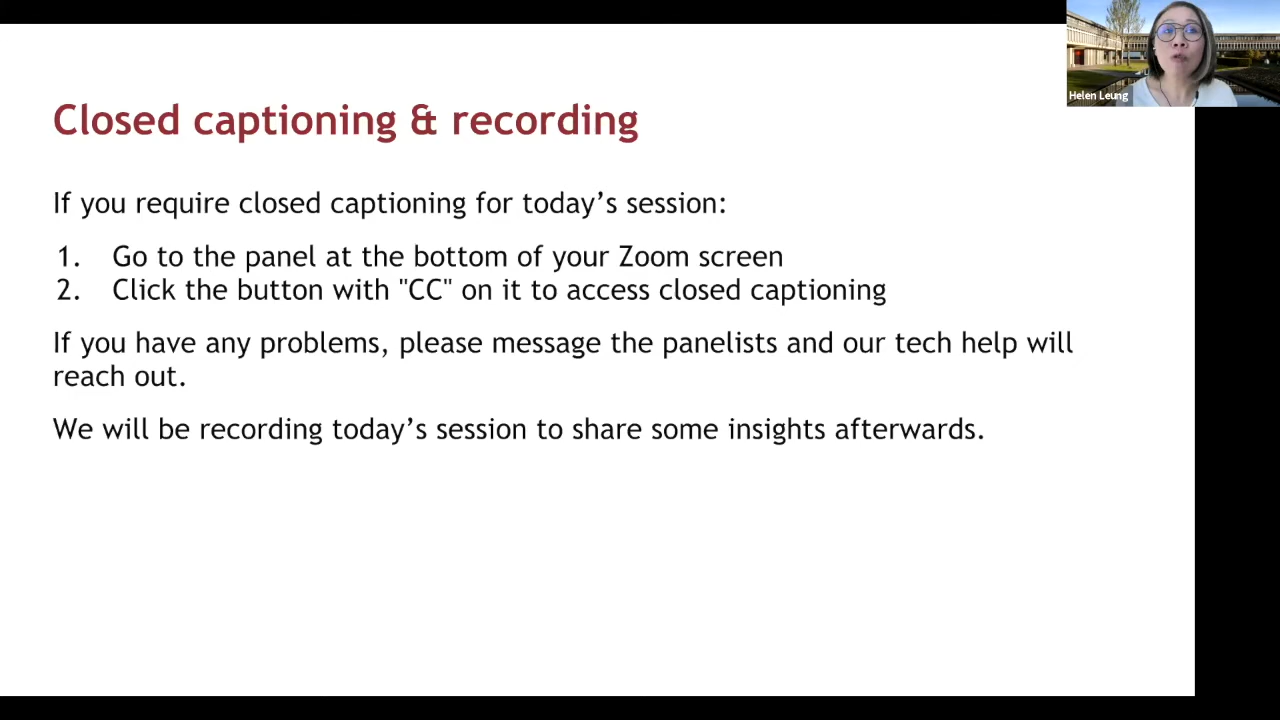 Closed captioning & recording
Helen Leung
If you require closed captioning for today’s session:
1. Go to the panel at the bottom of your Zoom screen
2. Click the button with "CC" on it to access closed captioning
If you have any problems, please message the panelists and our tech help will
reach out.
We will be recording today’s session to share some insights afterwards.